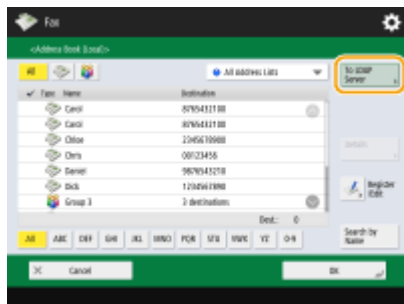 Fax
<Address Book (Local)>
All
All Address Lists
To LDAP
Server
Type Name Destination
Carol 8765432100
Carol 8765432100
Chloe 2345678900
Chris 00123456
Daniel 9876543210
Dick 1234567890
Group 3 3 destinations
Details
Register/
Edit
Dest.: 0
All ABC DEF GHI JKL MNO PQR STU VWX YZ 0-9
Search by
Name
Cancel
OK